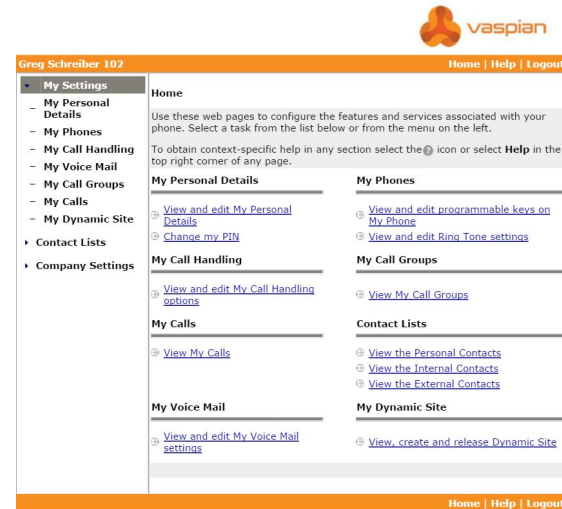 vaspian
Greg Schreiber 102
Home | Help | Logout
My Settings
– My Personal
Details
– My Phones
– My Call Handling
– My Voice Mail
– My Call Groups
– My Calls
– My Dynamic Site
Contact Lists
Company Settings
Home
Use these web pages to configure the features and services associated with your
phone. Select a task from the list below or from the menu on the left.
To obtain context-specific help in any section select the ? icon or select Help in the
top right corner of any page.
My Personal Details
View and edit My Personal
Details
Change my PIN
My Phones
View and edit programmable keys on
My Phone
View and edit Ring Tone settings
My Call Handling
View and edit My Call Handling
options
My Call Groups
View My Call Groups
My Calls
View My Calls
Contact Lists
View the Personal Contacts
View the Internal Contacts
View the External Contacts
My Voice Mail
View and edit My Voice Mail
settings
My Dynamic Site
View, create and release Dynamic Site
Home | Help | Logout